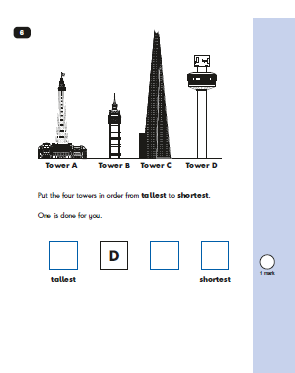 6
Tower A Tower B Tower C Tower D
Put the four towers in order from tallest to shortest.
One is done for you.
D
tallest shortest
1 mark